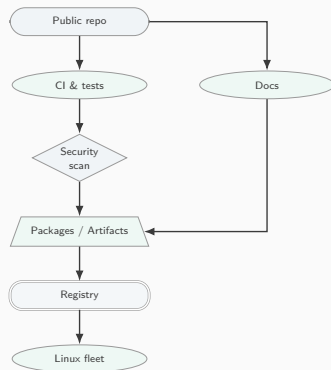 Public repo
CI & tests
Docs
Security
scan
Packages / Artifacts
Registry
Linux fleet